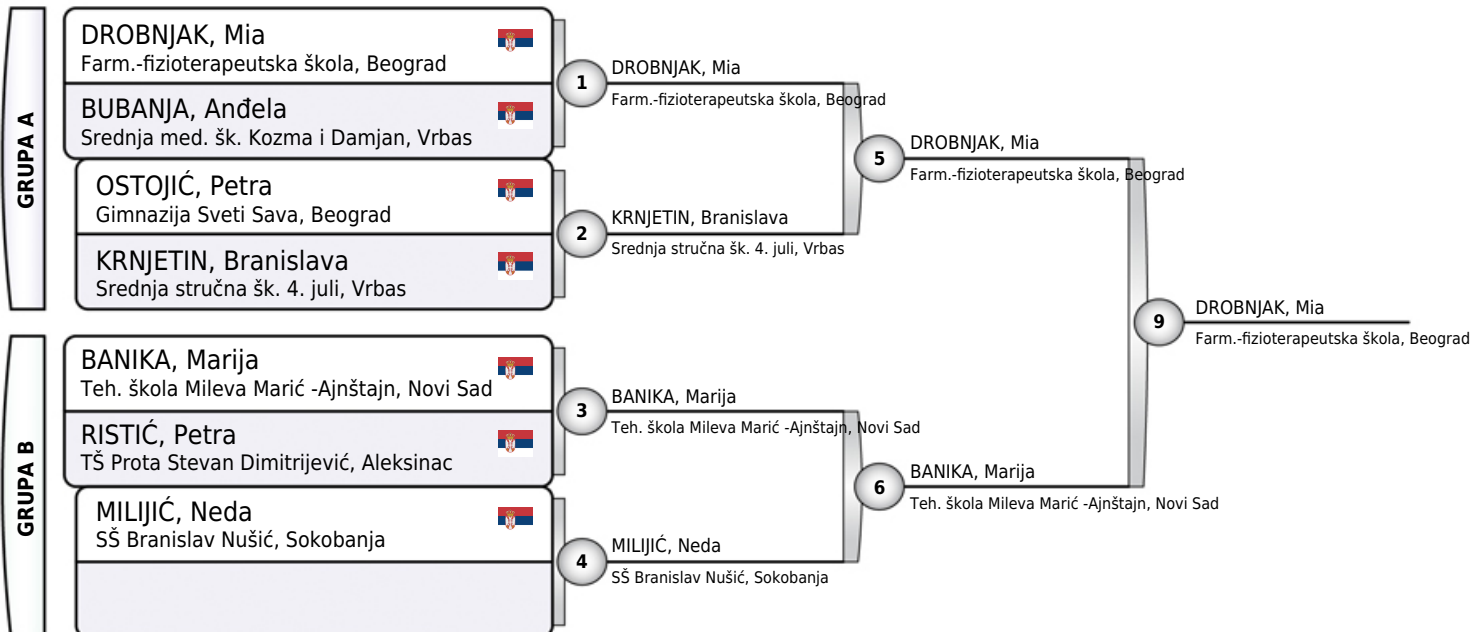 GRUPA A
DROBNJAK, Mia
Farm.-fizioterapeutska škola, Beograd
BUBANJA, Anđela
Srednja med. šk. Kozma i Damjan, Vrbas
OSTOJIĆ, Petra
Gimnazija Sveti Sava, Beograd
KRNJETIN, Branislava
Srednja stručna šk. 4. juli, Vrbas
1
DROBNJAK, Mia
Farm.-fizioterapeutska škola, Beograd
2
KRNJETIN, Branislava
Srednja stručna šk. 4. juli, Vrbas
5
DROBNJAK, Mia
Farm.-fizioterapeutska škola, Beograd
GRUPA B
BANIKA, Marija
Teh. škola Mileva Marić -Ajnštajn, Novi Sad
RISTIĆ, Petra
TŠ Prota Stevan Dimitrijević, Aleksinac
MILIJIĆ, Neda
SŠ Branislav Nušić, Sokobanja
3
BANIKA, Marija
Teh. škola Mileva Marić -Ajnštajn, Novi Sad
4
MILIJIĆ, Neda
SŠ Branislav Nušić, Sokobanja
6
BANIKA, Marija
Teh. škola Mileva Marić -Ajnštajn, Novi Sad
9
DROBNJAK, Mia
Farm.-fizioterapeutska škola, Beograd